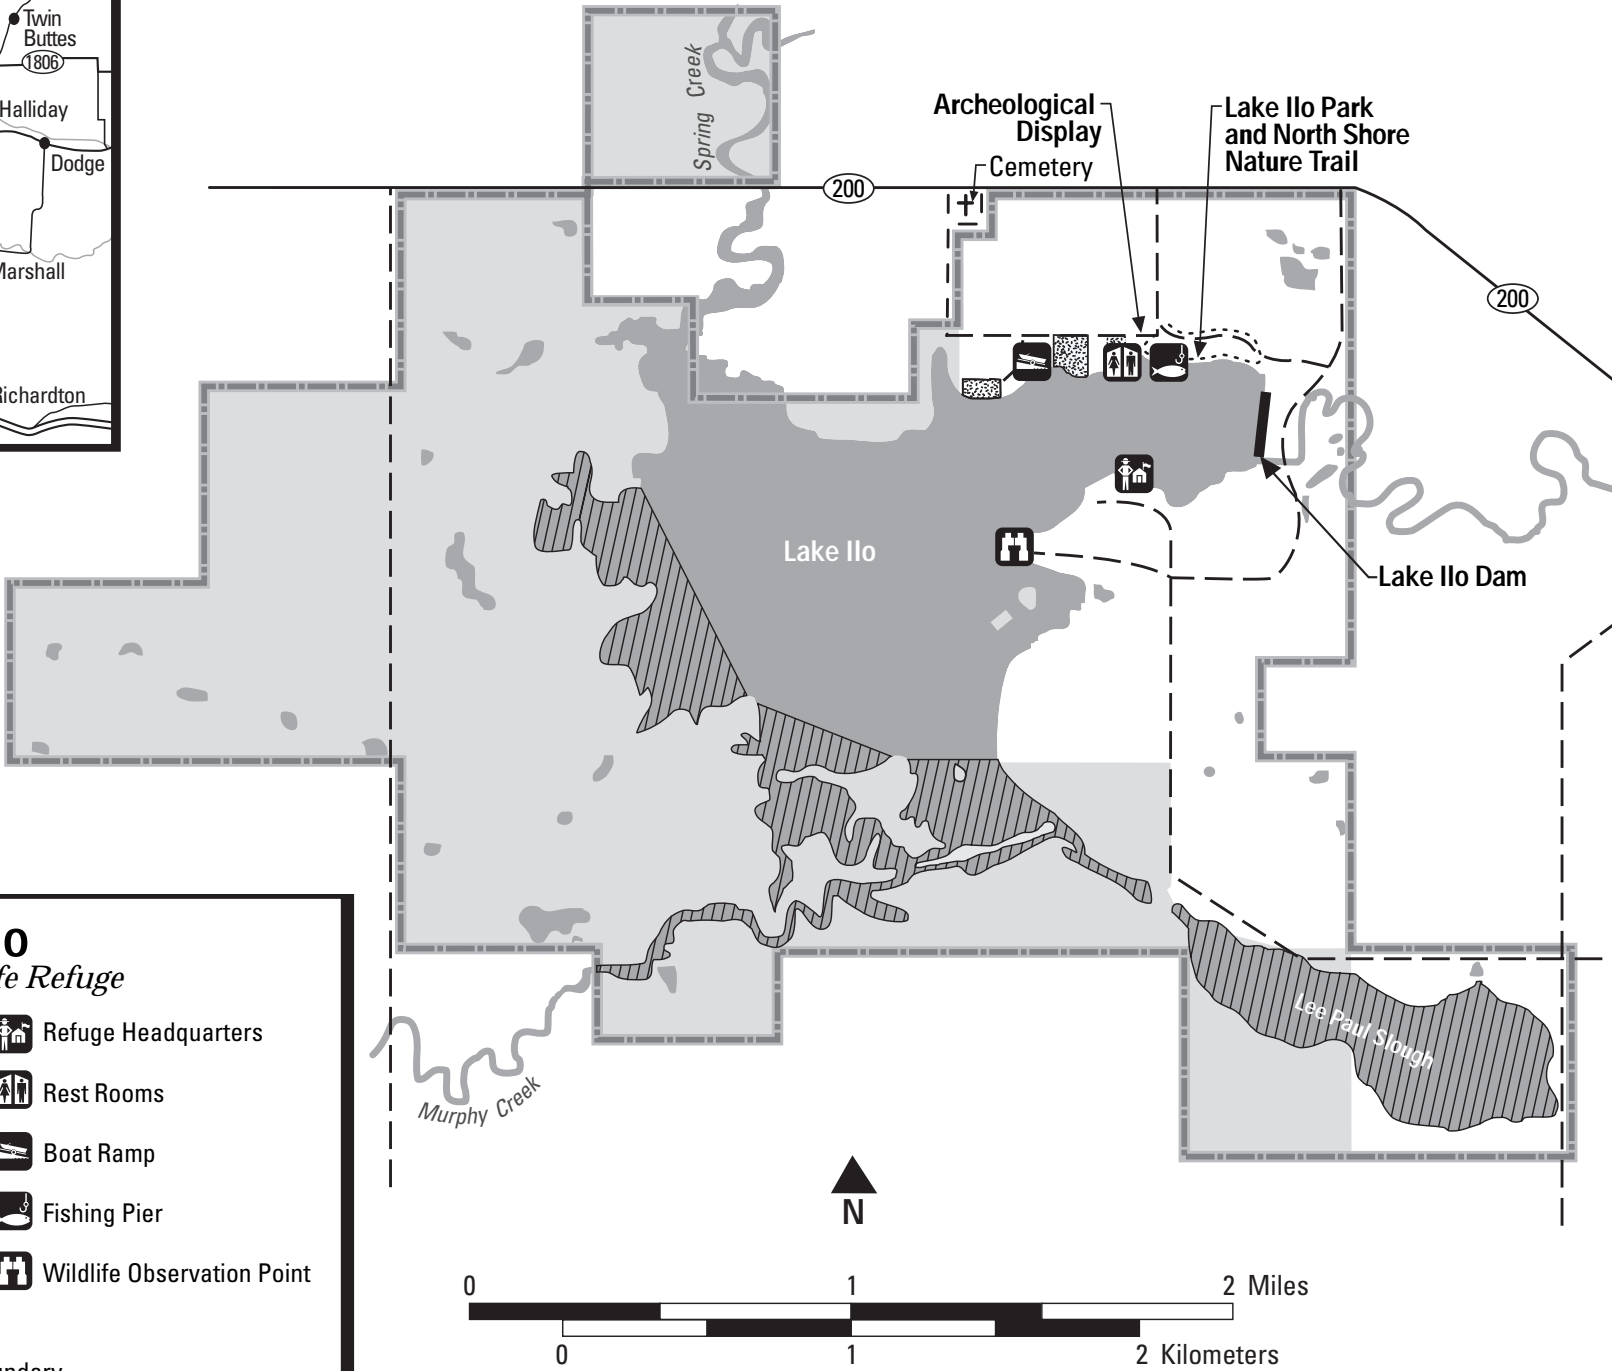 Twin
Buttes
1806
Halliday
Dodge
Marshall
Richardton
Spring Creek
Archeological
Display
Cemetery
Lake Ilo Park
and North Shore
Nature Trail
200
200
Lake Ilo
Lake Ilo Dam
Lee Paul Slough
Murphy Creek
o
fe Refuge
Refuge Headquarters
Rest Rooms
Boat Ramp
Fishing Pier
Wildlife Observation Point
N
0 1 2 Miles
0 1 2 Kilometers